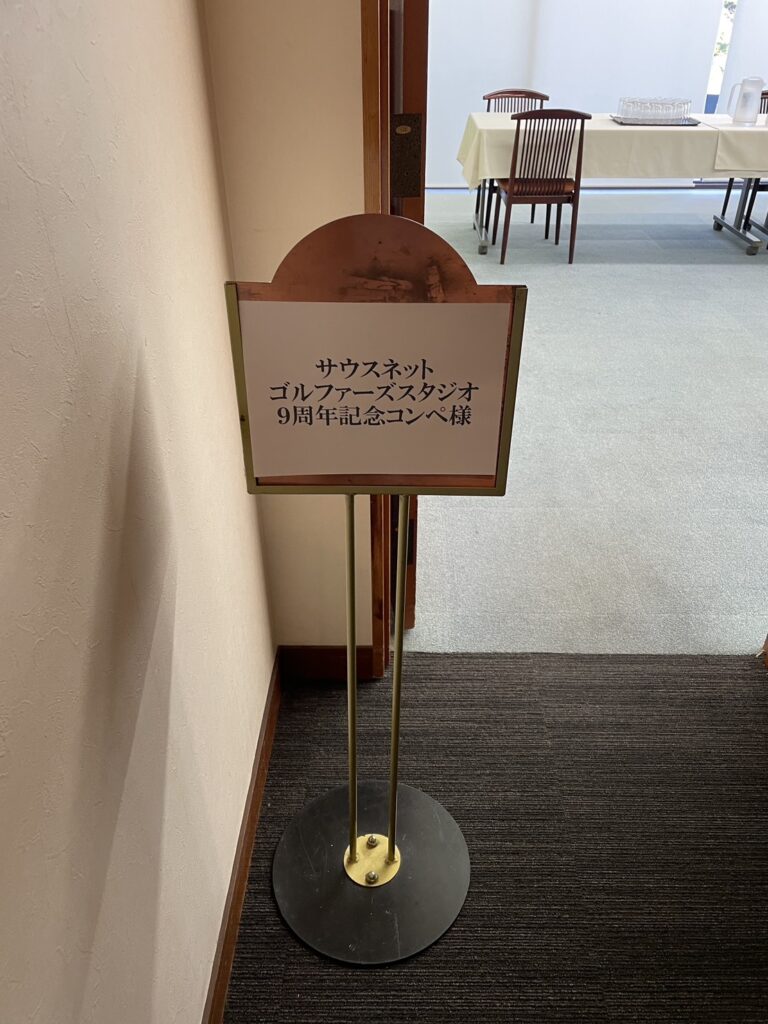 サウスネット
ゴルファーズスタジオ
9周年記念コンペ様